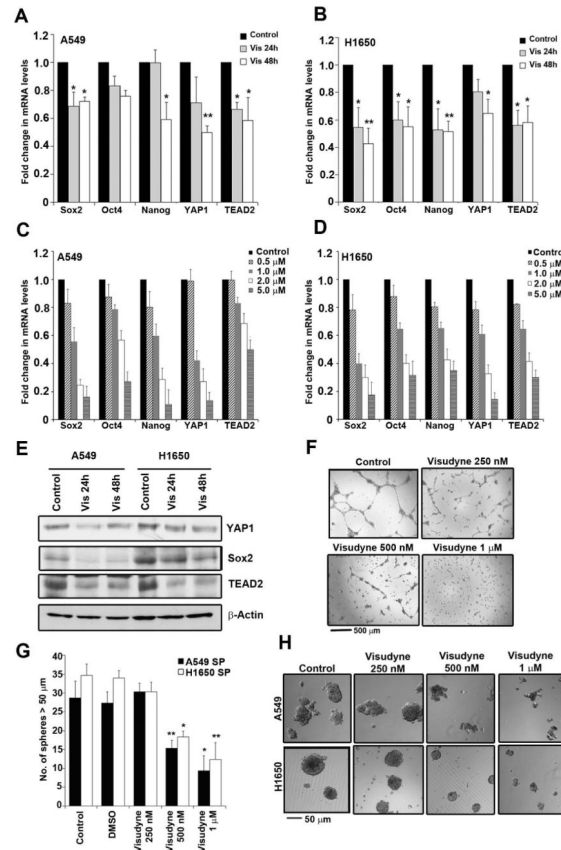 A
A549
Control
Vis 24h
Vis 48h
Fold change in mRNA levels
1.2
1.0
0.8
0.6
0.4
0.2
0
* * * * ** * *
Sox2 Oct4 Nanog YAP1 TEAD2
B
H1650
Control
Vis 24h
Vis 48h
Fold change in mRNA levels
1.2
1.0
0.8
0.6
0.4
0.2
0
* ** * * * ** * * *
Sox2 Oct4 Nanog YAP1 TEAD2
C
A549
Control
0.5 μM
1.0 μM
2.0 μM
5.0 μM
Fold change in mRNA levels
1.2
1.0
0.8
0.6
0.4
0.2
0
Sox2 Oct4 Nanog YAP1 TEAD2
D
H1650
Control
0.5 μM
1.0 μM
2.0 μM
5.0 μM
Fold change in mRNA levels
1.2
1.0
0.8
0.6
0.4
0.2
0
Sox2 Oct4 Nanog YAP1 TEAD2
E
A549 H1650
Control Vis 24h Vis 48h Control Vis 24h Vis 48h
YAP1
Sox2
TEAD2
β-Actin
F
Control Visudyne 250 nM
Visudyne 500 nM Visudyne 1 μM
500 μm
G
A549 SP
H1650 SP
No. of spheres > 50 μm
40
35
30
25
20
15
10
5
0
** * * **
Control
DMSO
Visudyne 250 nM
Visudyne 500 nM
Visudyne 1 μM
H
Control Visudyne 250 nM Visudyne 500 nM Visudyne 1 μM
A549
H1650
50 μm